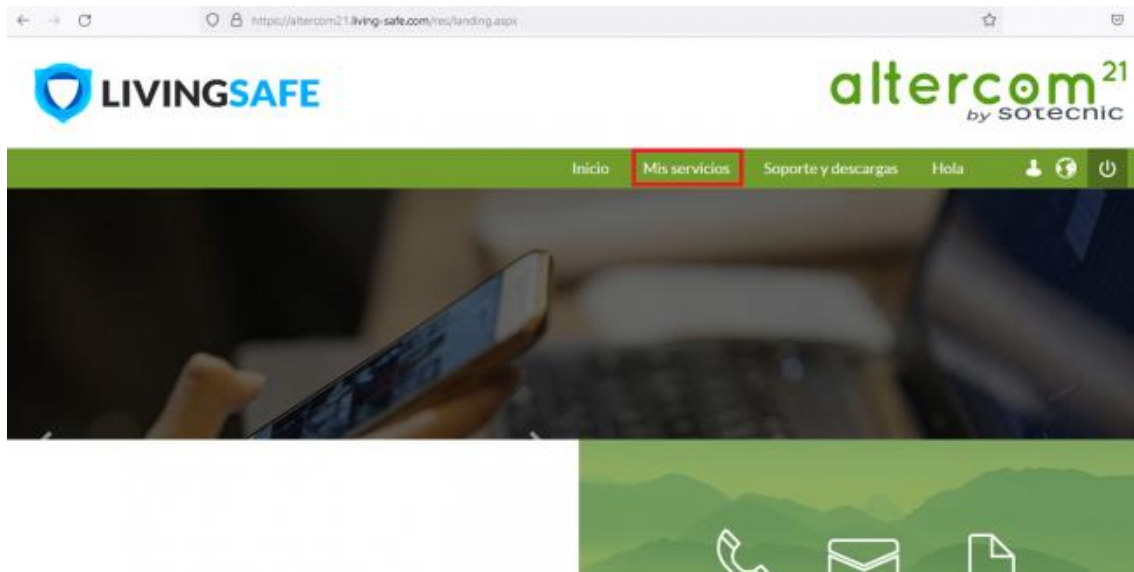 https://altercom21.living-safe.com/res/landing.aspx
LIVINGSAFE
altercom21
by sotecnic
Inicio Mis servicios Soporte y descargas Hola